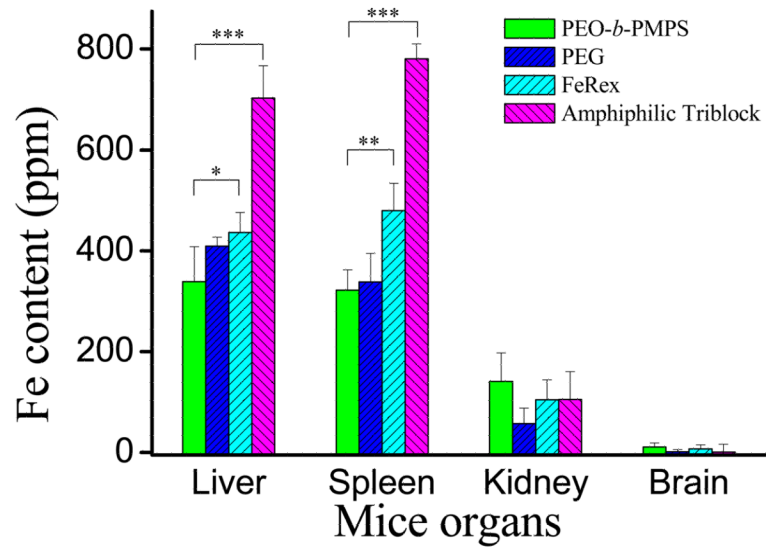 ***
***
**
*
PEO-b-PMPS
PEG
FeRex
Amphiphilic Triblock
Fe content (ppm)
800
600
400
200
0
Liver Spleen Kidney Brain
Mice organs